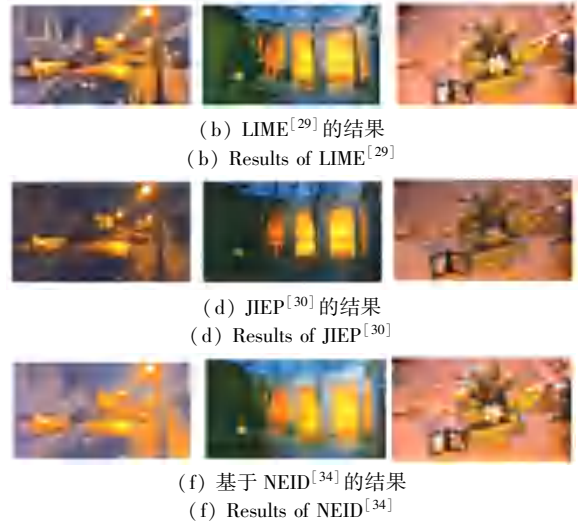 (b) LIME[29]的结果
(b) Results of LIME[29]
(d) JIEP[30]的结果
(d) Results of JIEP[30]
(f) 基于 NEID[34]的结果
(f) Results of NEID[34]